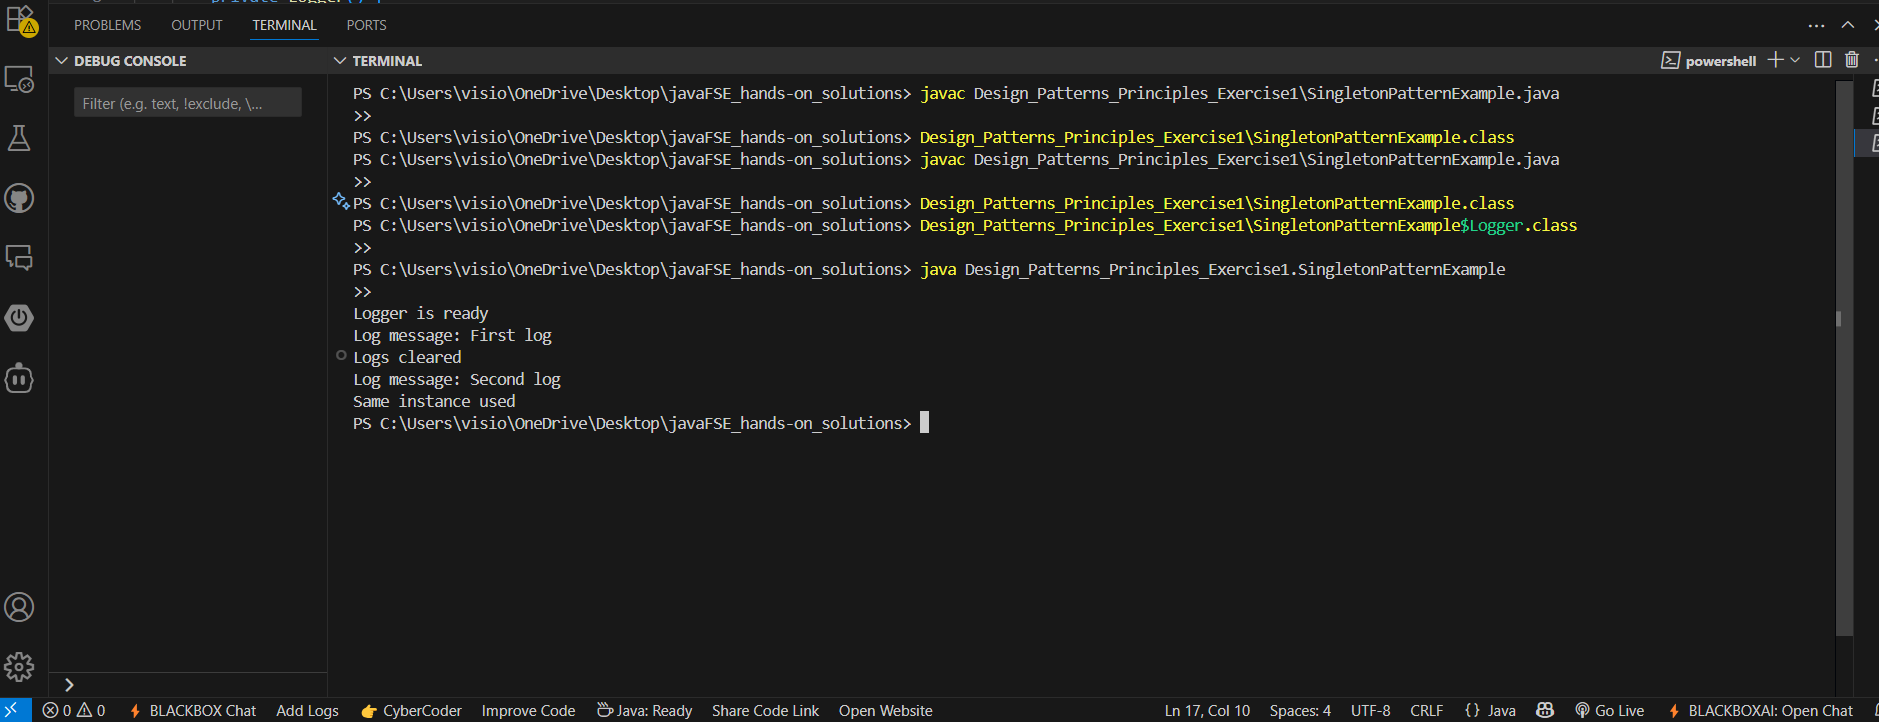 PROBLEMS OUTPUT TERMINAL PORTS
DEBUG CONSOLE
Filter (e.g. text, !exclude, \...
TERMINAL
powershell
PS C:\Users\visio\OneDrive\Desktop\javaFSE_hands-on_solutions> javac Design_Patterns_Principles_Exercise1\SingletonPatternExample.java
>>
PS C:\Users\visio\OneDrive\Desktop\javaFSE_hands-on_solutions> Design_Patterns_Principles_Exercise1\SingletonPatternExample.class
PS C:\Users\visio\OneDrive\Desktop\javaFSE_hands-on_solutions> javac Design_Patterns_Principles_Exercise1\SingletonPatternExample.java
>>
PS C:\Users\visio\OneDrive\Desktop\javaFSE_hands-on_solutions> Design_Patterns_Principles_Exercise1\SingletonPatternExample.class
PS C:\Users\visio\OneDrive\Desktop\javaFSE_hands-on_solutions> Design_Patterns_Principles_Exercise1\SingletonPatternExample$Logger.class
>>
PS C:\Users\visio\OneDrive\Desktop\javaFSE_hands-on_solutions> java Design_Patterns_Principles_Exercise1.SingletonPatternExample
>>
Logger is ready
Log message: First log
Logs cleared
Log message: Second log
Same instance used
PS C:\Users\visio\OneDrive\Desktop\javaFSE_hands-on_solutions>
0 0 BLACKBOX Chat Add Logs CyberCoder Improve Code Java: Ready Share Code Link Open Website Ln 17, Col 10 Spaces: 4 UTF-8 CRLF {} Java Go Live BLACKBOXAI: Open Chat